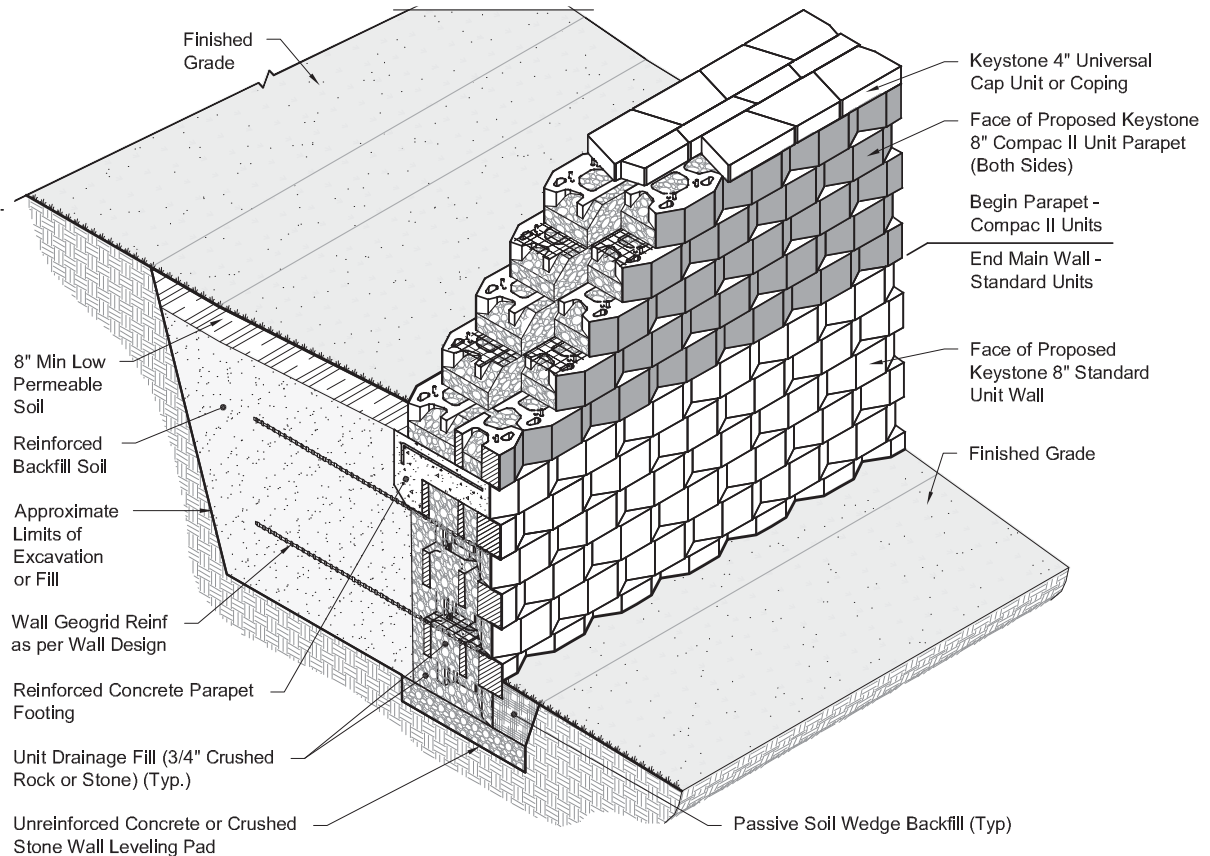 Finished
Grade
8" Min Low
Permeable
Soil
Reinforced
Backfill Soil
Approximate
Limits of
Excavation
or Fill
Wall Geogrid Reinf
as per Wall Design
Reinforced Concrete Parapet
Footing
Unit Drainage Fill (3/4" Crushed
Rock or Stone) (Typ.)
Unreinforced Concrete or Crushed
Stone Wall Leveling Pad
Keystone 4" Universal
Cap Unit or Coping
Face of Proposed Keystone
8" Compac II Unit Parapet
(Both Sides)
Begin Parapet -
Compac II Units
End Main Wall -
Standard Units
Face of Proposed
Keystone 8" Standard
Unit Wall
Finished Grade
Passive Soil Wedge Backfill (Typ)